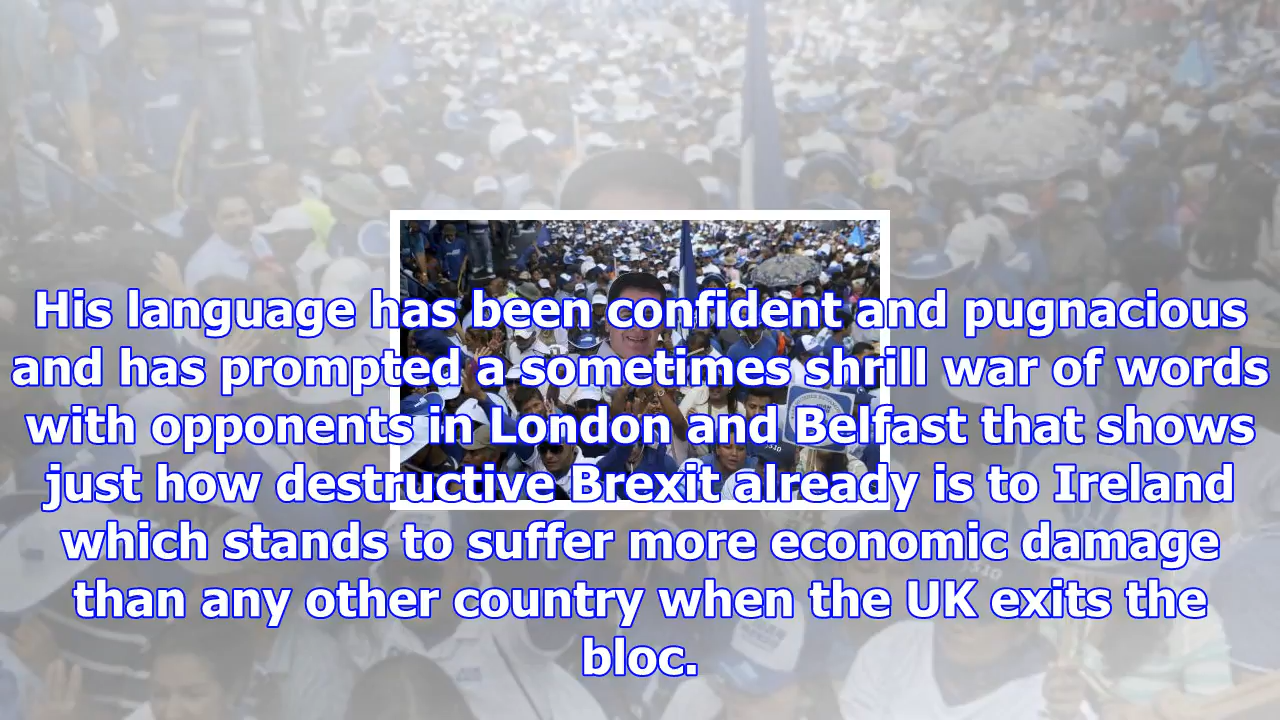 His language has been confident and pugnacious
and has prompted a sometimes shrill war of words
with opponents in London and Belfast that shows
just how destructive Brexit already is to Ireland
which stands to suffer more economic damage
than any other country when the UK exits the
bloc.